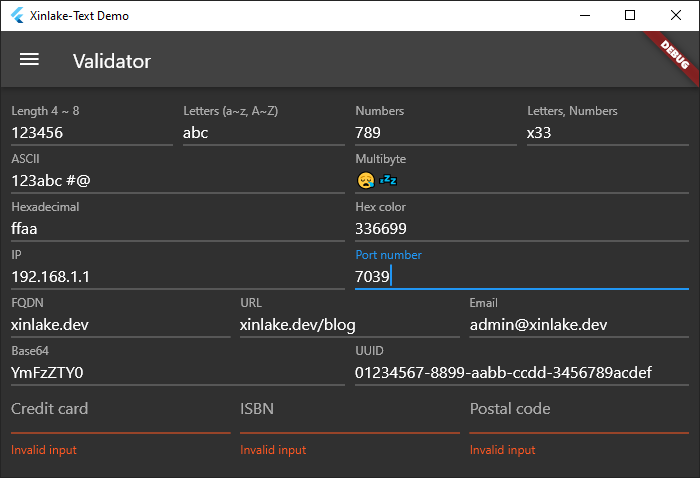 Xinlake-Text Demo
Validator
DEBUG
Length 4 ~ 8 Letters (a~z, A~Z) Numbers Letters, Numbers
123456 abc 789 x33
ASCII Multibyte
123abc #@ 😪💤
Hexadecimal Hex color
ffaa 336699
IP Port number
192.168.1.1 7039
FQDN URL Email
xinlake.dev xinlake.dev/blog admin@xinlake.dev
Base64 UUID
YmFzZTY0 01234567-8899-aabb-ccdd-3456789acdef
Credit card ISBN Postal code
Invalid input Invalid input Invalid input